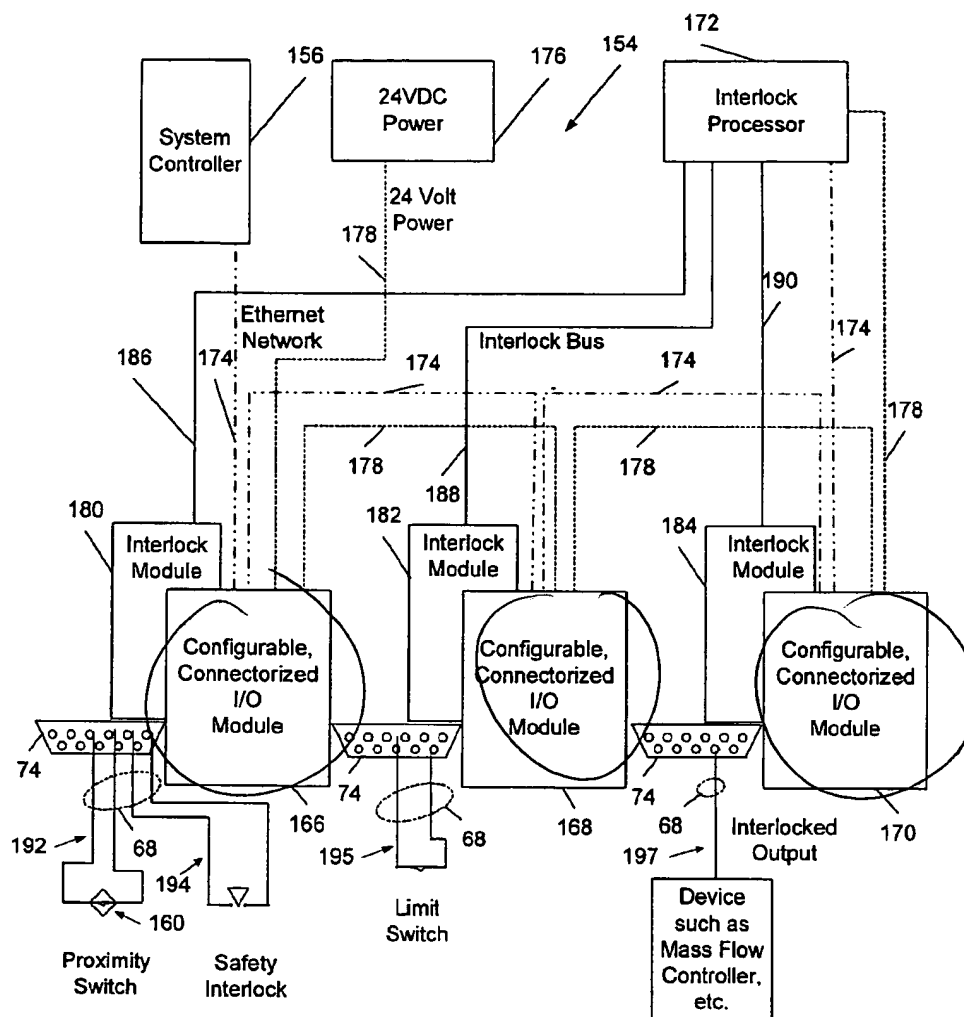 156
176
154
172
System
Controller
24VDC
Power
Interlock
Processor
24 Volt
Power
178
190
Ethernet
Network
Interlock Bus
174
186
174
174
174
178
178
188
178
180
182
184
Interlock
Module
Interlock
Module
Interlock
Module
Configurable,
Connectorized
I/O
Module
Configurable,
Connectorized
I/O
Module
Configurable,
Connectorized
I/O
Module
74
74
74
192
68
166
195
68
168
68
170
194
197
Interlocked
Output
160
Proximity
Switch
Safety
Interlock
Limit
Switch
Device
such as
Mass Flow
Controller,
etc.